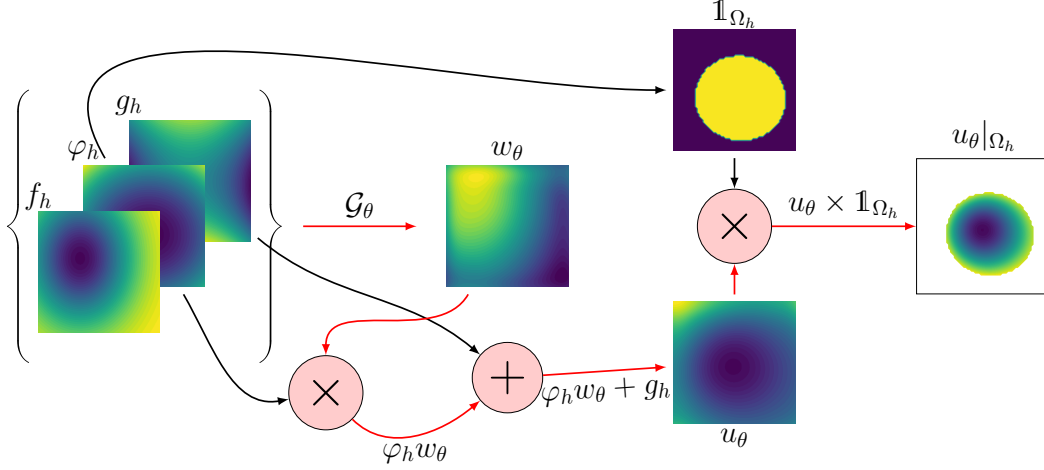 𝟙_{Ω_h}
g_h
φ_h
f_h
𝒢_θ
w_θ
u_θ × 𝟙_{Ω_h}
u_θ|_{Ω_h}
×
×
+
φ_h w_θ
φ_h w_θ + g_h
u_θ